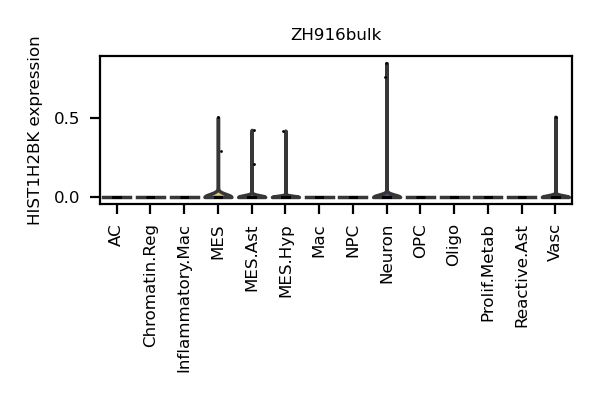 ZH916bulk
HIST1H2BK expression
0.5
0.0
AC
Chromatin.Reg
Inflammatory.Mac
MES
MES.Ast
MES.Hyp
Mac
NPC
Neuron
OPC
Oligo
Prolif.Metab
Reactive.Ast
Vasc